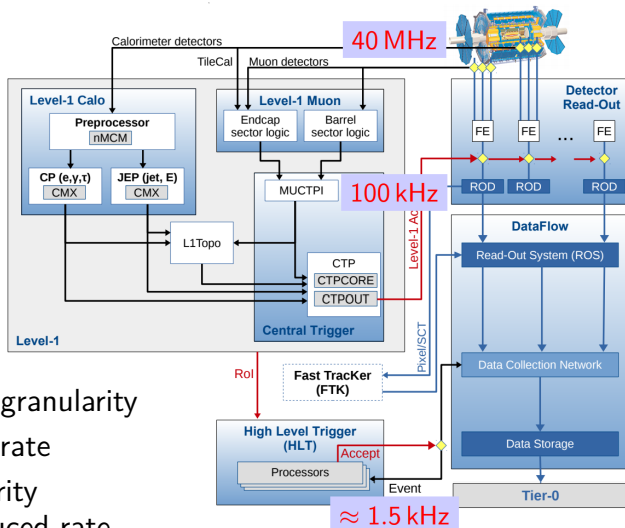 40 MHz
Calorimeter detectors
TileCal
Muon detectors
Level-1 Calo
Preprocessor
nMCM
CP (e,γ,τ)
CMX
JEP (jet, E)
CMX
Level-1 Muon
Endcap
sector logic
Barrel
sector logic
Detector
Read-Out
FE
FE
...
FE
100 kHz
ROD
ROD
ROD
MUCTPI
L1Topo
CTP
CTPCORE
CTPOUT
Central Trigger
Level-1
DataFlow
Read-Out System (ROS)
Data Collection Network
Data Storage
Tier-0
Pixel/SCT
RoI
Fast TracKer
(FTK)
High Level Trigger
(HLT)
Accept
Processors
Event
≈ 1.5 kHz
granularity
rate